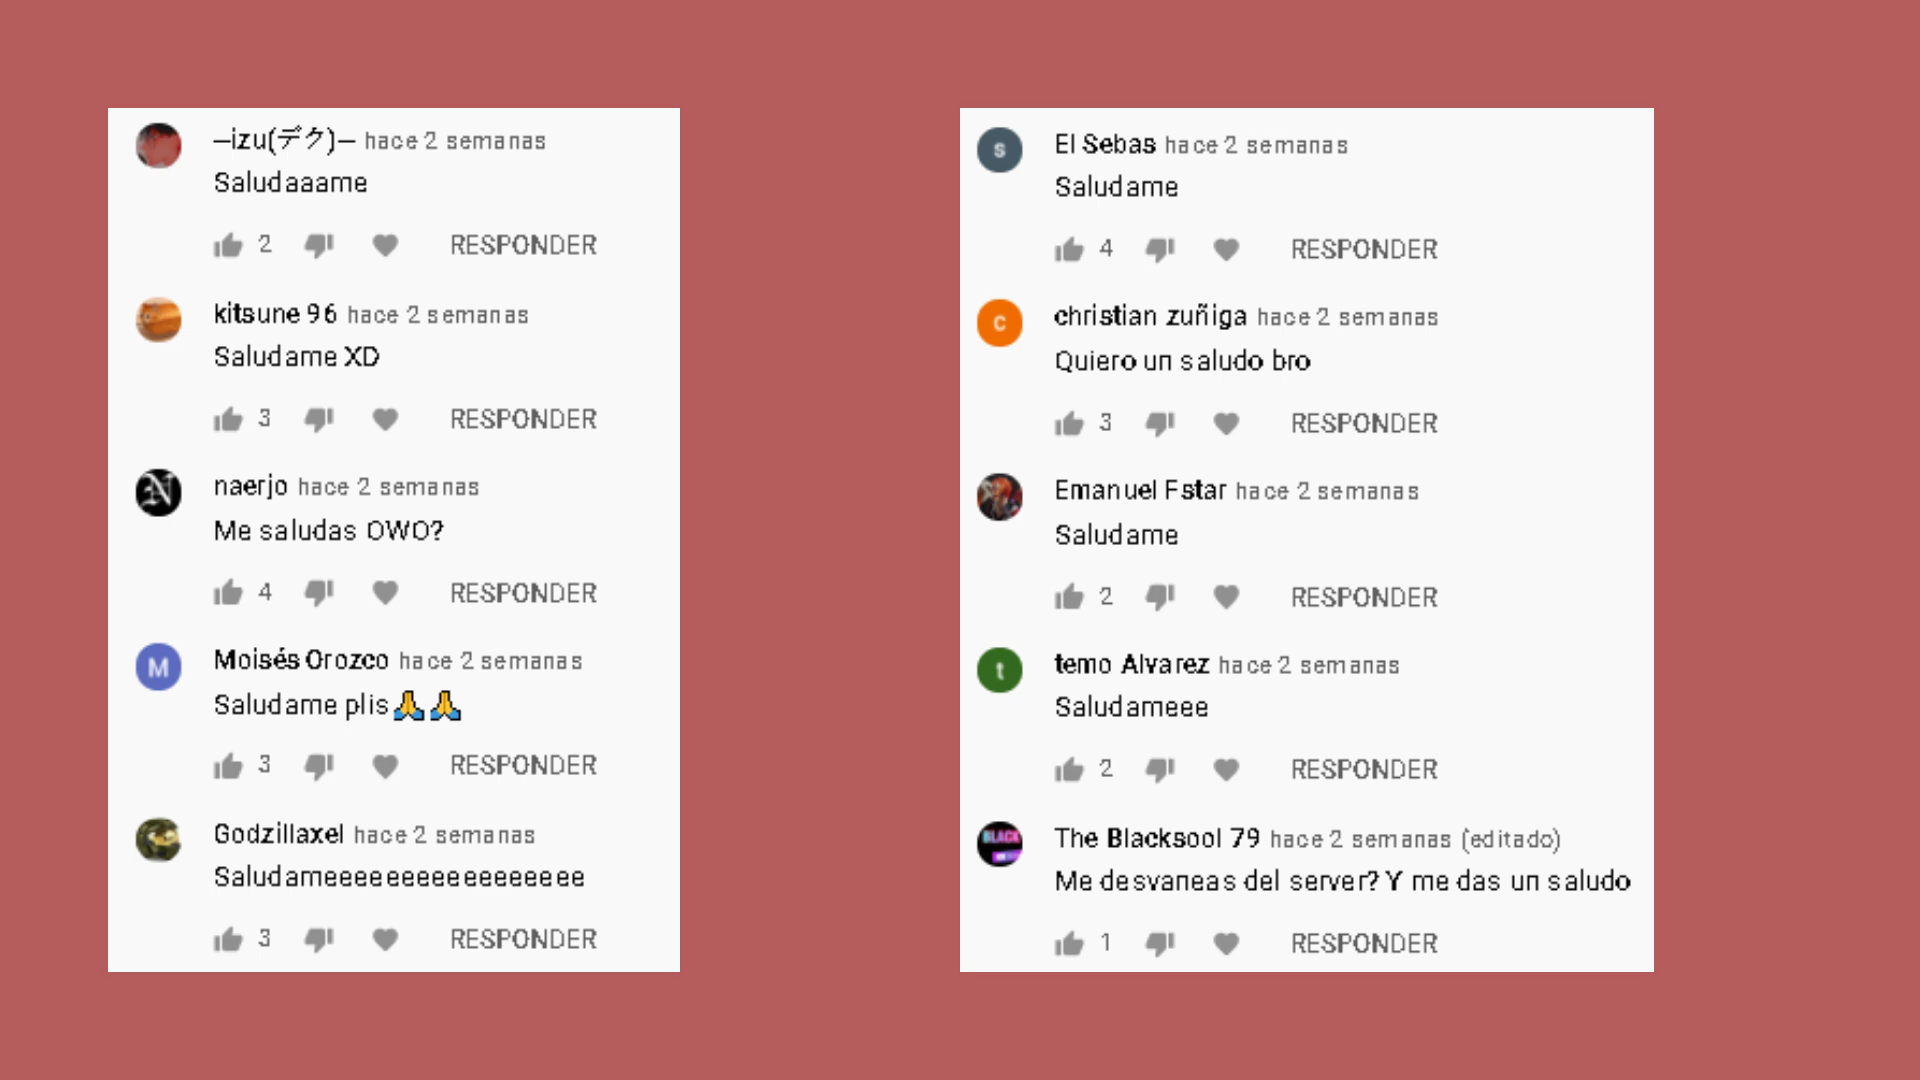 —izu(デク)— hace 2 semanas
Saludaaame
2 RESPONDER
kitsune 96 hace 2 semanas
Saludame XD
3 RESPONDER
naerjo hace 2 semanas
Me saludas OWO?
4 RESPONDER
M
Moisés Orozco hace 2 semanas
Saludame plis🙏🙏
3 RESPONDER
Godzillaxel hace 2 semanas
Saludameeeeeeeeeeeeeeeee
3 RESPONDER
s
El Sebas hace 2 semanas
Saludame
4 RESPONDER
c
christian zuñiga hace 2 semanas
Quiero un saludo bro
3 RESPONDER
Emanuel Fstar hace 2 semanas
Saludame
2 RESPONDER
t
temo Alvarez hace 2 semanas
Saludameee
2 RESPONDER
BLACK
The Blacksool 79 hace 2 semanas (editado)
Me desvaneas del server? Y me das un saludo
1 RESPONDER